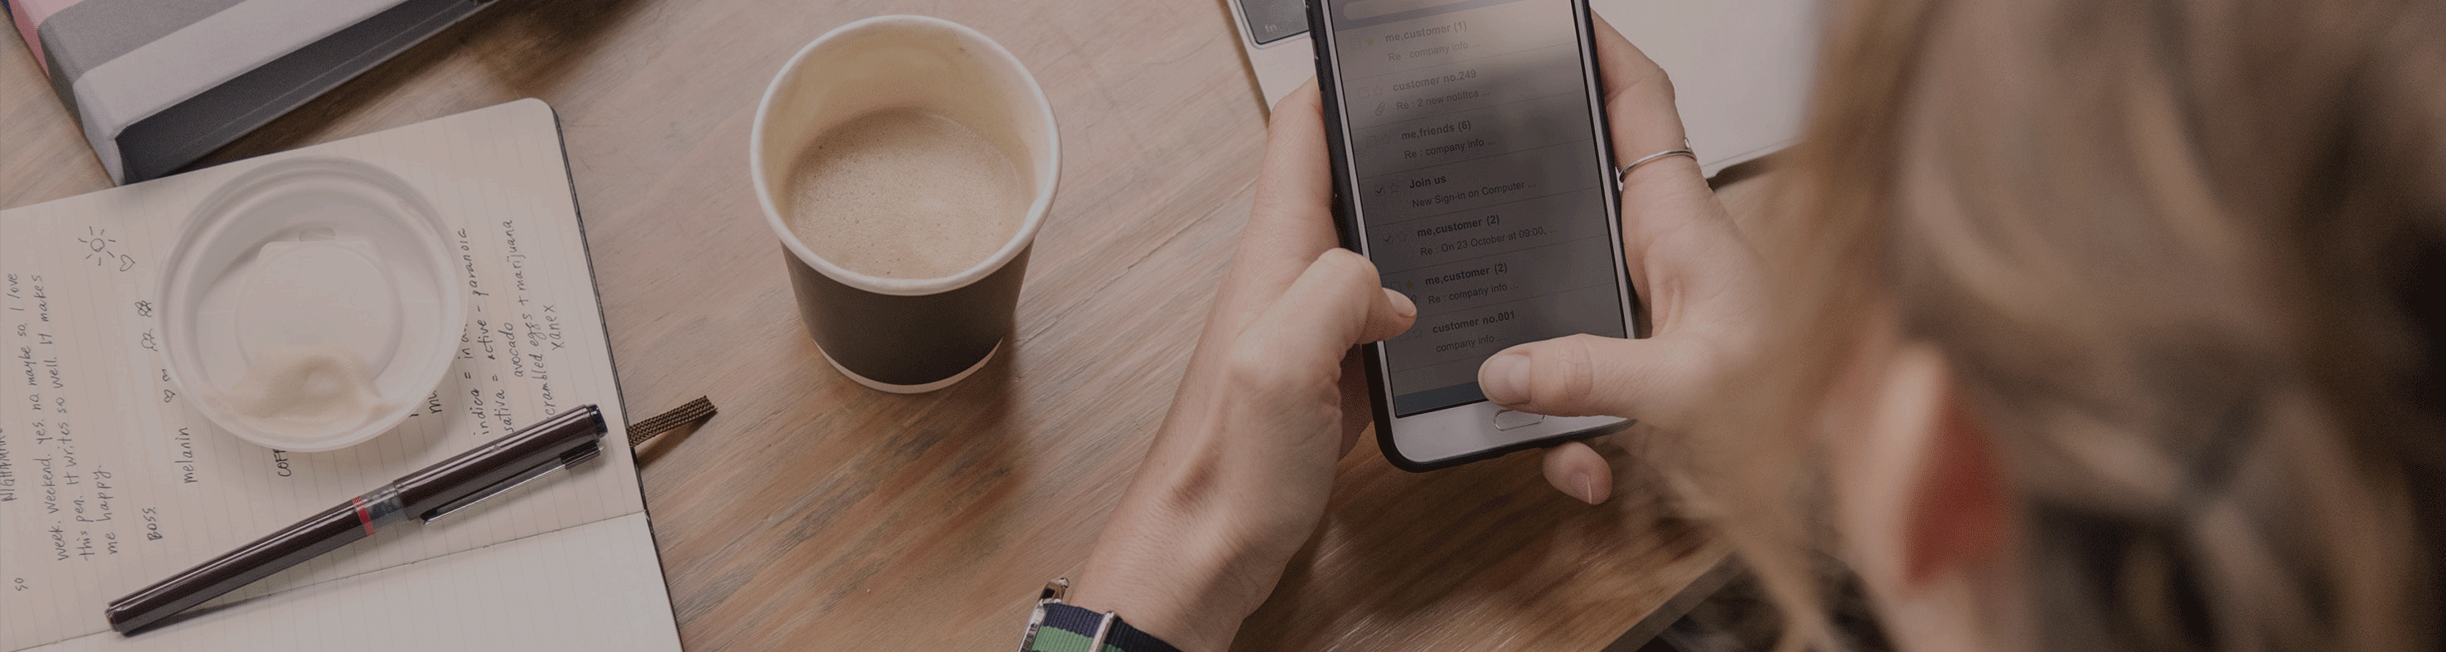 week. weekend. yes. no maybe so, I love
this pen. It writes so well. It makes
me happy.
BOSS
melanin
so
sativa = active - paranoia
avocado
scrambled eggs + marijuana
xanex
fn
me,customer (1)
Re : company info ...
customer no.249
Re : 2 new notifica ...
me,friends (6)
Re : company info ...
Join us
New Sign-in on Computer ...
me,customer (2)
Re : On 23 October at 09:00, ...
me,customer (2)
Re : company info ...
customer no.001
company info ...